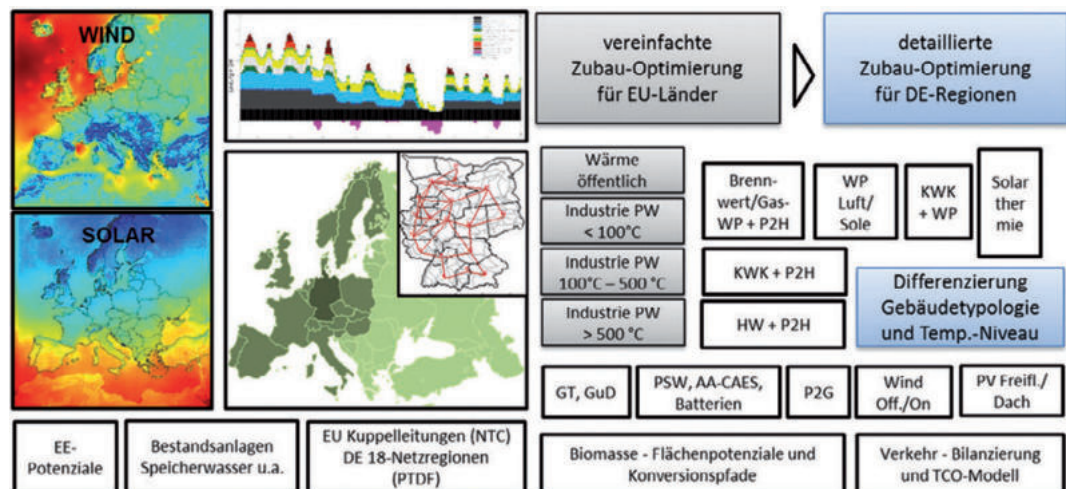 WIND
vereinfachte
Zubau-Optimierung
für EU-Länder
detaillierte
Zubau-Optimierung
für DE-Regionen
Wärme
öffentlich
Industrie PW
< 100°C
Industrie PW
100°C – 500 °C
Industrie PW
> 500 °C
Brenn-
wert/Gas-
WP + P2H
WP
Luft/
Sole
KWK
+ WP
Solar
ther
mie
KWK + P2H
HW + P2H
Differenzierung
Gebäudetypologie
und Temp.-Niveau
SOLAR
GT, GuD
PSW, AA-CAES,
Batterien
P2G
Wind
Off./On
PV Freifl./
Dach
EE-
Potenziale
Bestandsanlagen
Speicherwasser u.a.
EU Kuppelleitungen (NTC)
DE 18-Netzregionen
(PTDF)
Biomasse - Flächenpotenziale und
Konversionspfade
Verkehr - Bilanzierung
und TCO-Modell